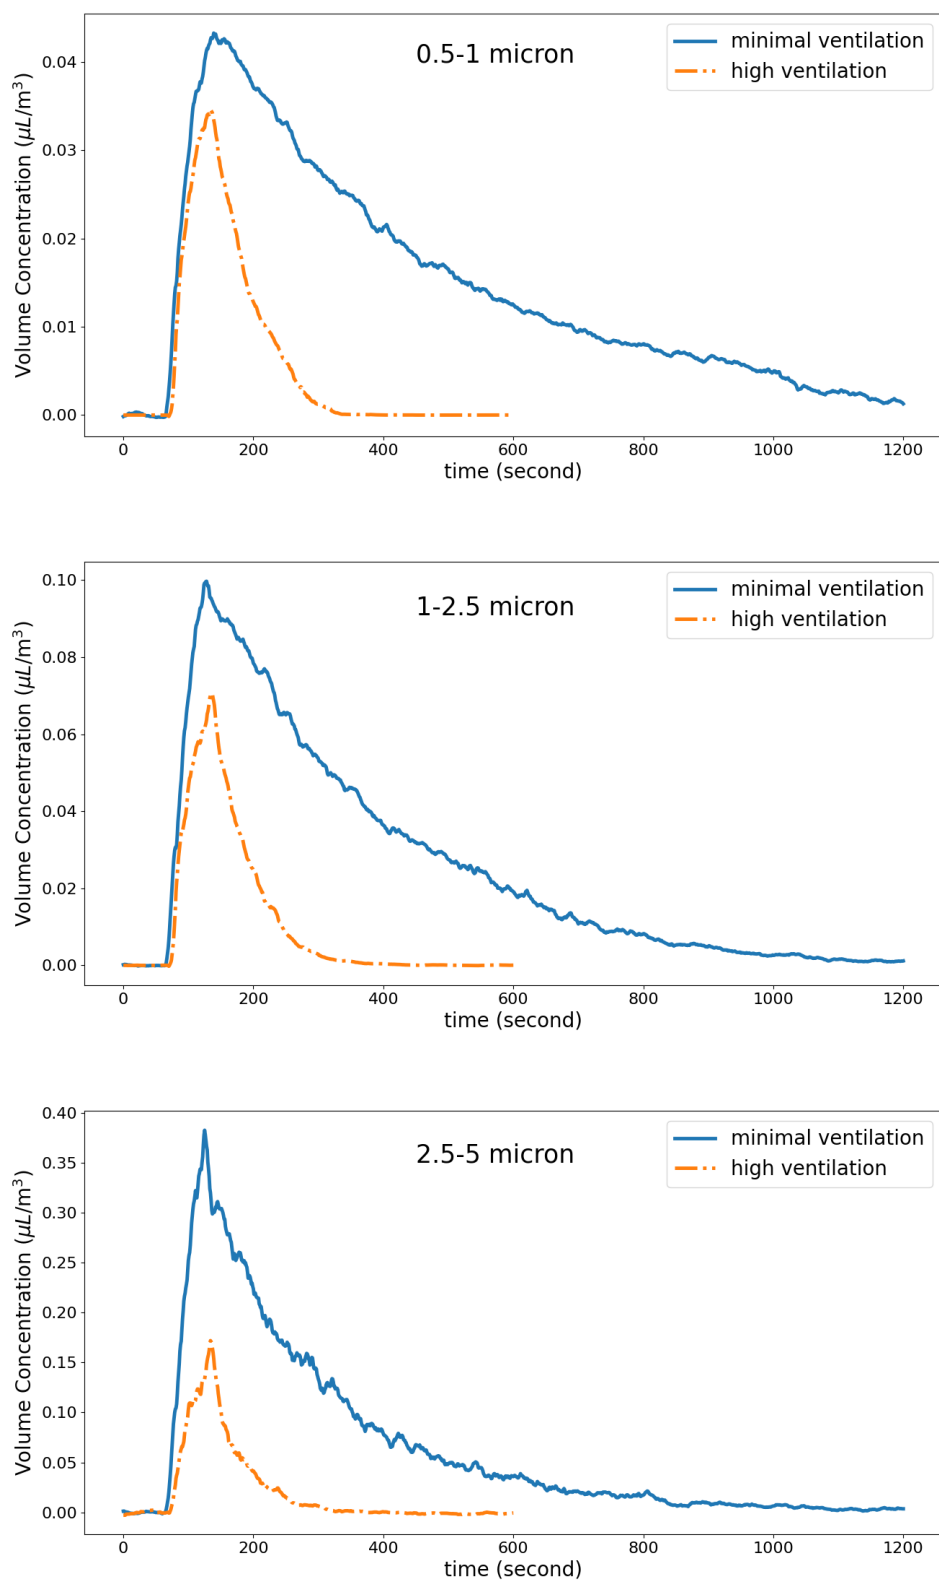 0.5-1 micron
minimal ventilation
high ventilation
Volume Concentration (μL/m³)
0.04
0.03
0.02
0.01
0.00
0 200 400 600 800 1000 1200
time (second)
1-2.5 micron
minimal ventilation
high ventilation
Volume Concentration (μL/m³)
0.10
0.08
0.06
0.04
0.02
0.00
0 200 400 600 800 1000 1200
time (second)
2.5-5 micron
minimal ventilation
high ventilation
Volume Concentration (μL/m³)
0.40
0.35
0.30
0.25
0.20
0.15
0.10
0.05
0.00
0 200 400 600 800 1000 1200
time (second)